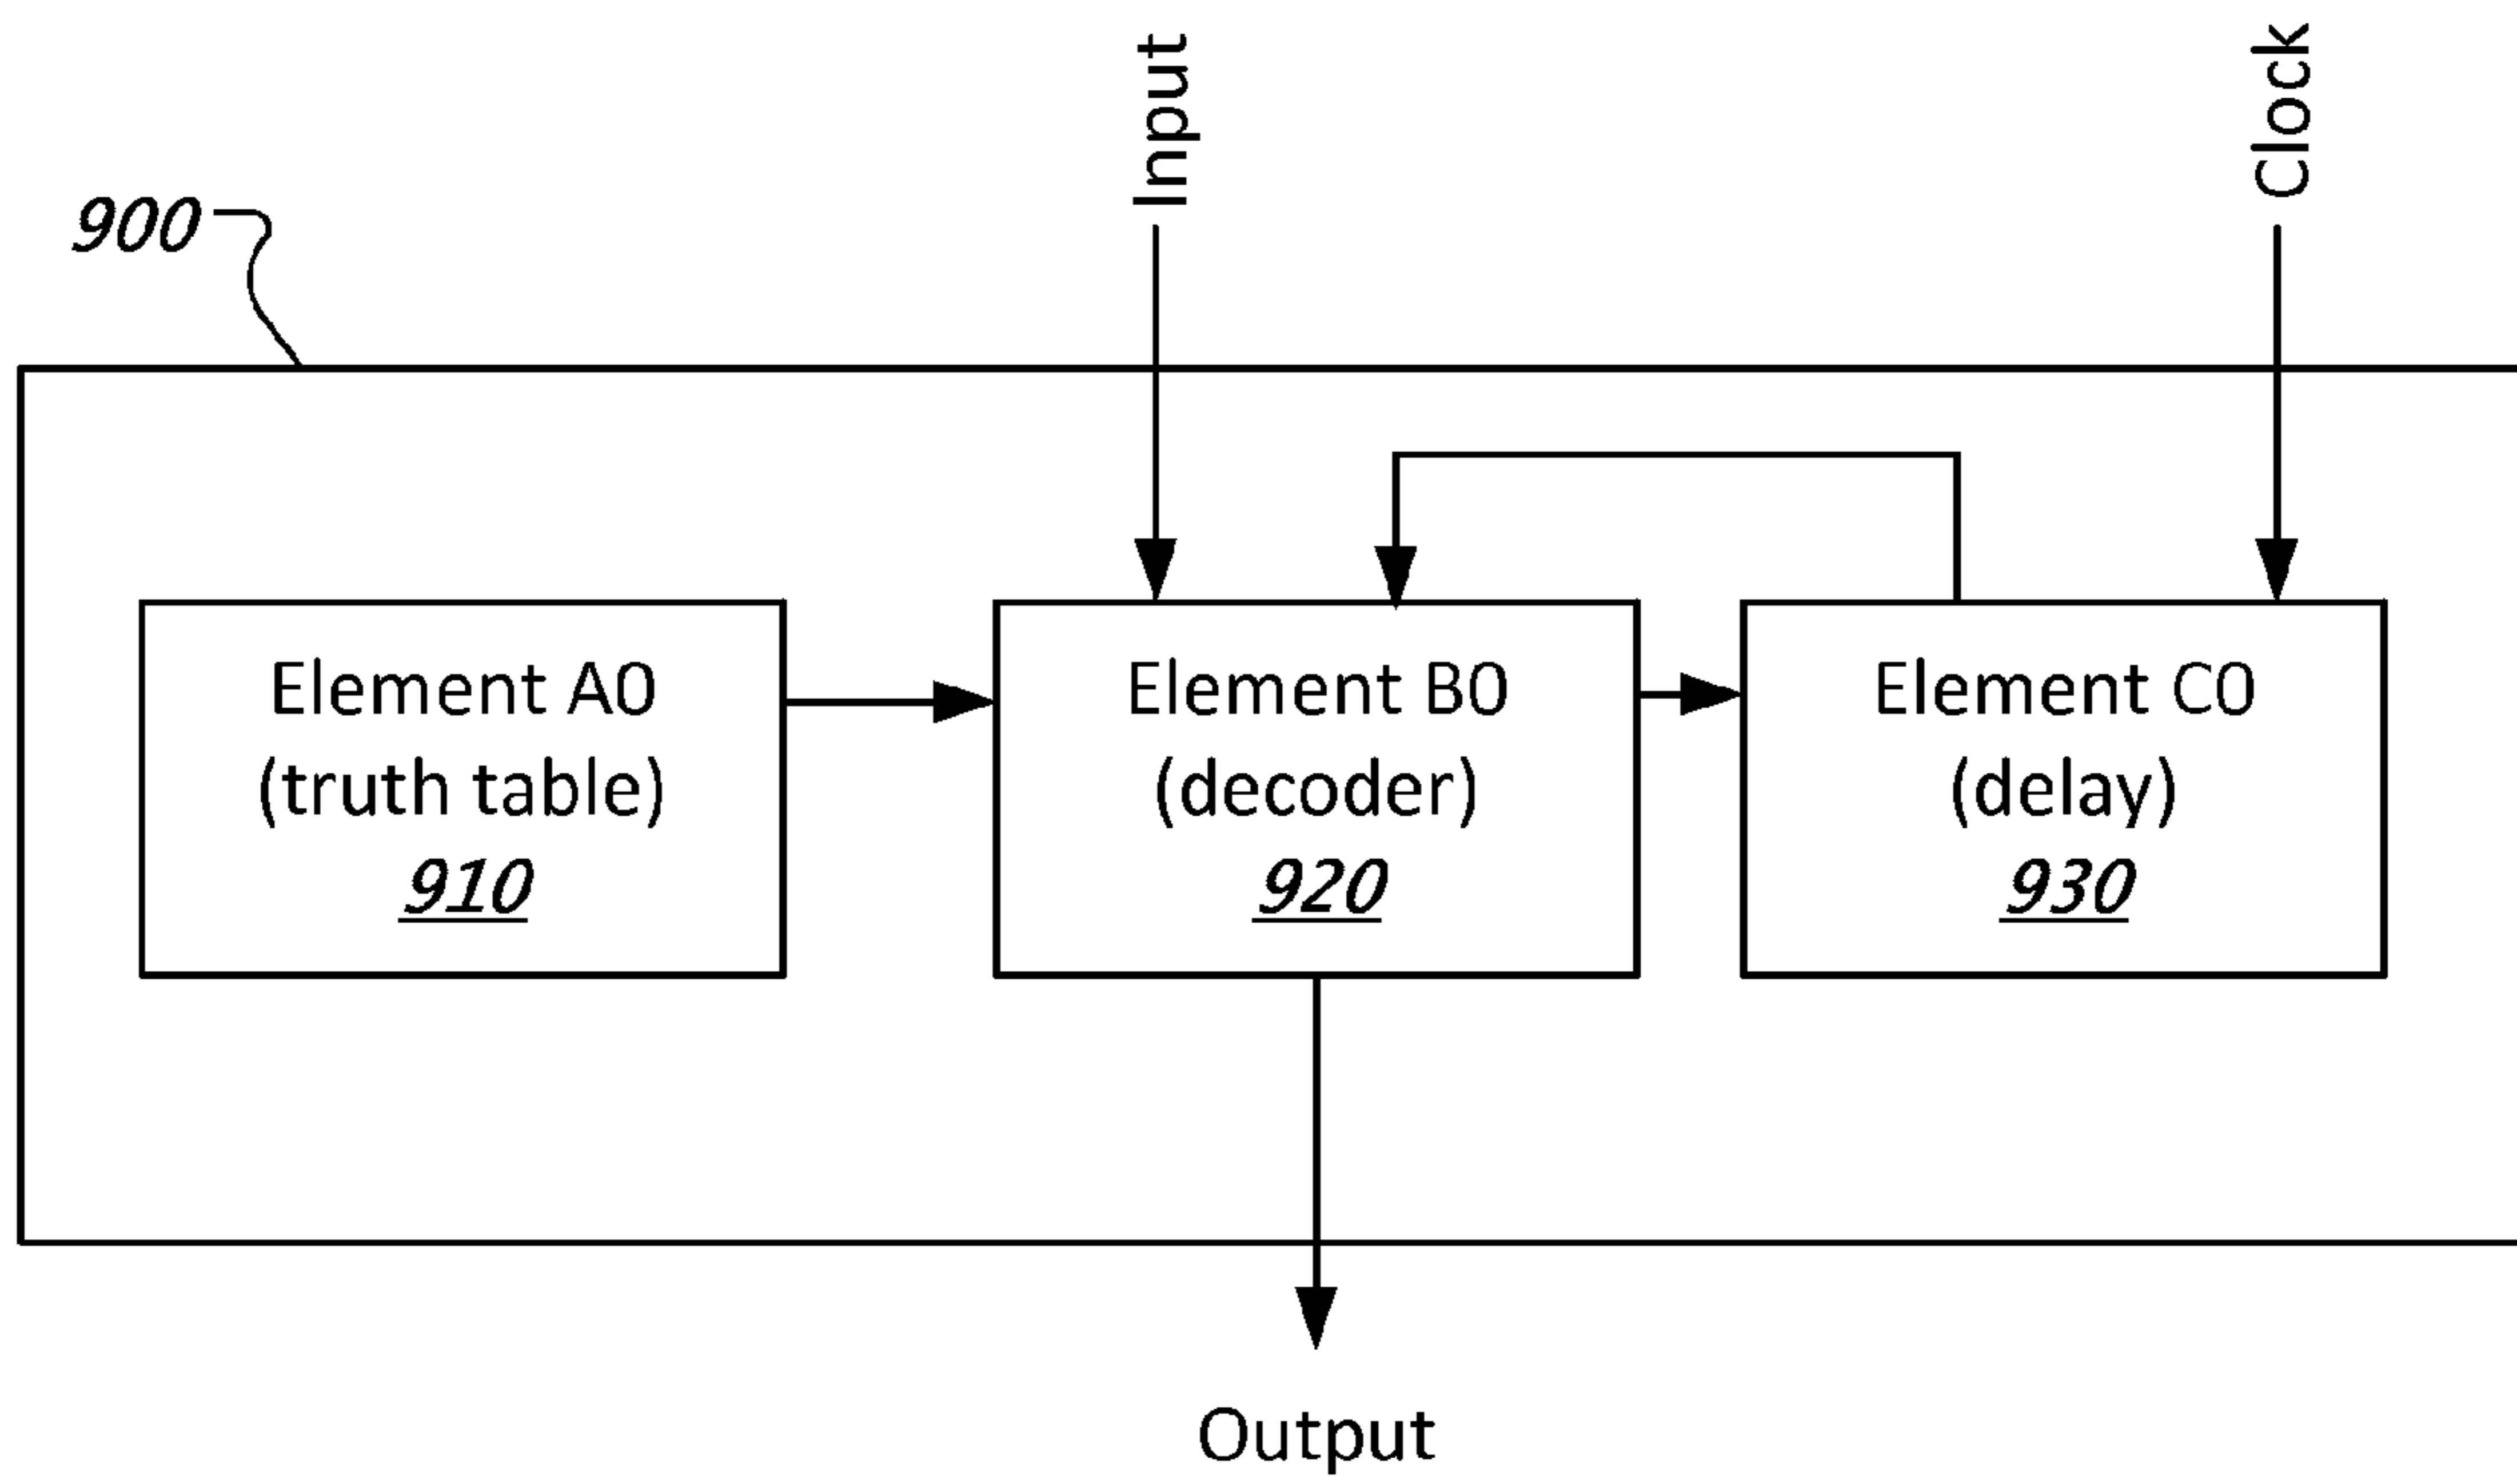 Input
Clock
900
Element A0
(truth table)
910
Element B0
(decoder)
920
Element C0
(delay)
930
Output